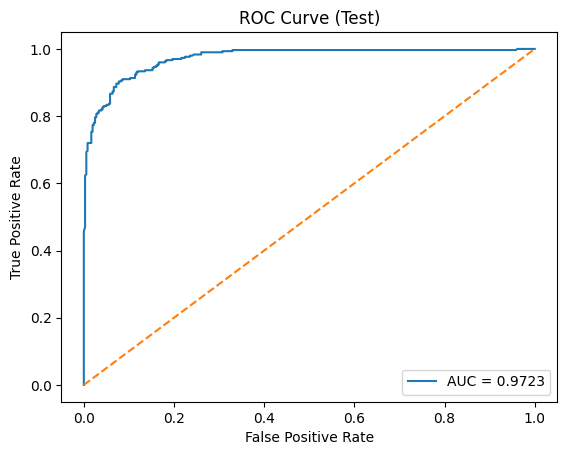 ROC Curve (Test)
True Positive Rate
1.0
0.8
0.6
0.4
0.2
0.0
AUC = 0.9723
0.0 0.2 0.4 0.6 0.8 1.0
False Positive Rate